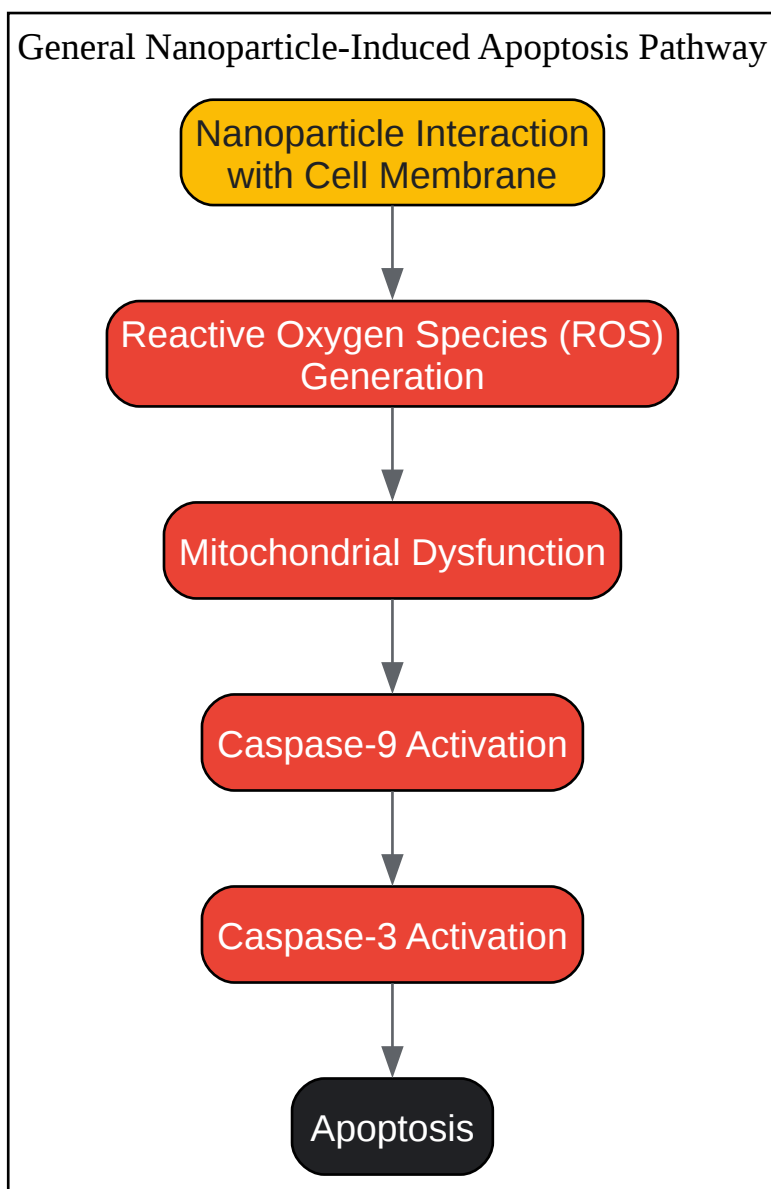 General Nanoparticle-Induced Apoptosis Pathway
Nanoparticle Interaction
with Cell Membrane
Reactive Oxygen Species (ROS)
Generation
Mitochondrial Dysfunction
Caspase-9 Activation
Caspase-3 Activation
Apoptosis